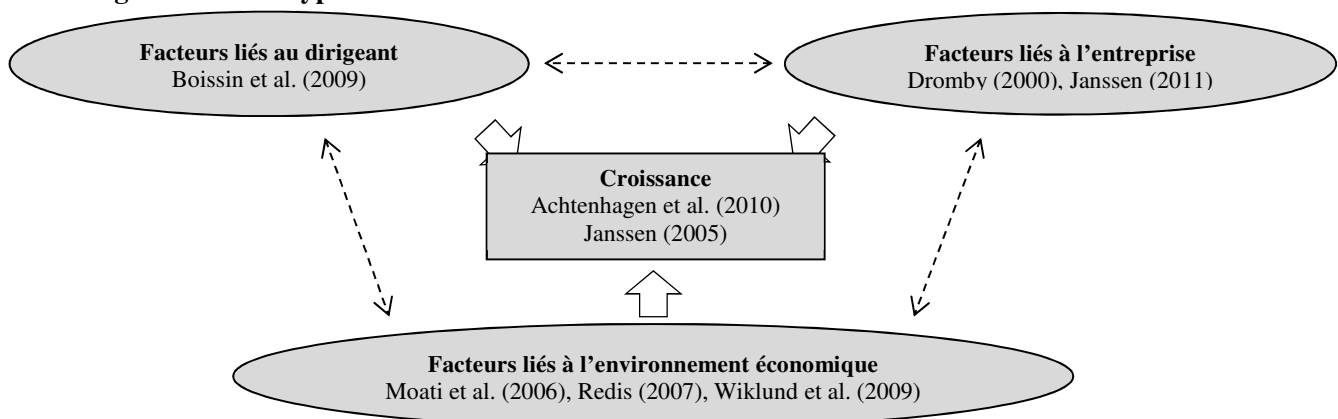 Facteurs liés au dirigeant
Boissin et al. (2009)
Facteurs liés à l’entreprise
Dromby (2000), Janssen (2011)
Croissance
Achtenhagen et al. (2010)
Janssen (2005)
Facteurs liés à l’environnement économique
Moati et al. (2006), Redis (2007), Wiklund et al. (2009)